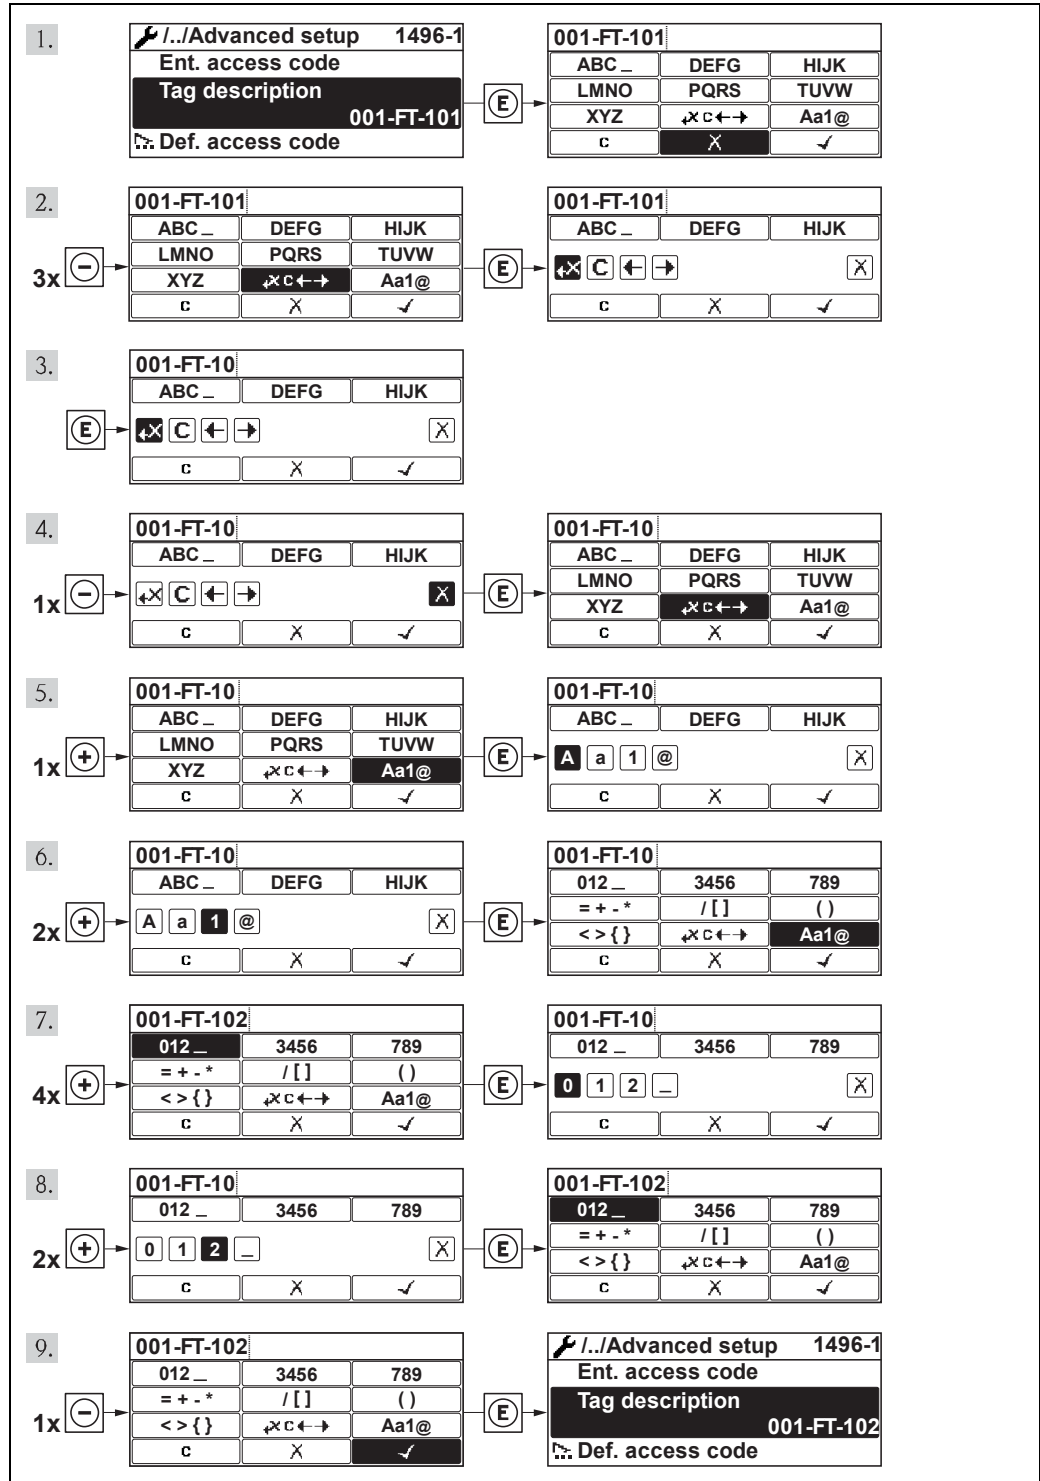 1.
/../Advanced setup 1496-1
Ent. access code
Tag description
001-FT-101
Def. access code
E
001-FT-101
ABC_ DEFG HIJK
LMNO PQRS TUVW
XYZ C Aa1@
C X ✓
2.
3x −
001-FT-101
ABC_ DEFG HIJK
LMNO PQRS TUVW
XYZ C Aa1@
C X ✓
E
001-FT-101
ABC_ DEFG HIJK
X C ← → X
C X ✓
3.
E
001-FT-10
ABC_ DEFG HIJK
X C ← → X
C X ✓
4.
1x −
001-FT-10
ABC_ DEFG HIJK
X C ← → X
C X ✓
E
001-FT-10
ABC_ DEFG HIJK
LMNO PQRS TUVW
XYZ C Aa1@
C X ✓
5.
1x +
001-FT-10
ABC_ DEFG HIJK
LMNO PQRS TUVW
XYZ C Aa1@
C X ✓
E
001-FT-10
ABC_ DEFG HIJK
A a 1 @ X
C X ✓
6.
2x +
001-FT-10
ABC_ DEFG HIJK
A a 1 @ X
C X ✓
E
001-FT-10
012_ 3456 789
= + - * / [ ] ( )
< > { } C Aa1@
C X ✓
7.
4x +
001-FT-102
012_ 3456 789
= + - * / [ ] ( )
< > { } C Aa1@
C X ✓
E
001-FT-10
012_ 3456 789
0 1 2 _ X
C X ✓
8.
2x +
001-FT-10
012_ 3456 789
0 1 2 _ X
C X ✓
E
001-FT-102
012_ 3456 789
= + - * / [ ] ( )
< > { } C Aa1@
C X ✓
9.
1x −
001-FT-102
012_ 3456 789
= + - * / [ ] ( )
< > { } C Aa1@
C X ✓
E
/../Advanced setup 1496-1
Ent. access code
Tag description
001-FT-102
Def. access code